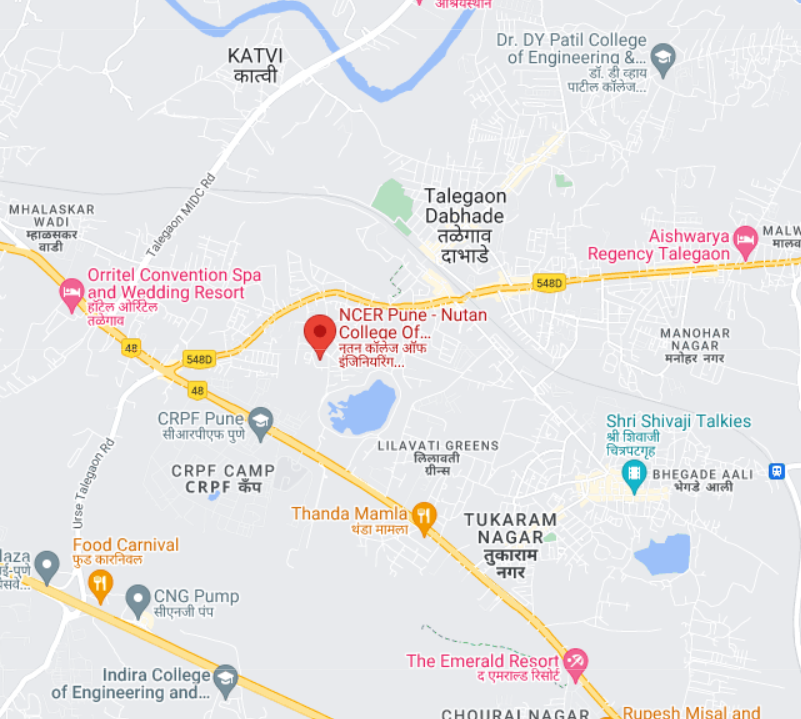 आश्रयस्थान
KATVI
कात्वी
Dr. DY Patil College
of Engineering &...
डॉ. डी व्हाय
पाटील कॉलेज...
Talegaon MIDC Rd
MHALASKAR
WADI
म्हाळसकर
वाडी
Talegaon
Dabhade
तळेगाव
दाभाडे
Aishwarya
Regency Talegaon
MALW
मालव
Orritel Convention Spa
and Wedding Resort
हॉटेल ओरिटेल
तळेगाव
548D
NCER Pune - Nutan
College Of...
नूतन कॉलेज ऑफ
इंजिनियरिंग...
MANOHAR
NAGAR
मनोहर नगर
48
548D
48
CRPF Pune
सीआरपीएफ पुणे
Shri Shivaji Talkies
श्री शिवाजी
चित्रपटगृह
LILAVATI GREENS
लिलावती
ग्रीन्स
CRPF CAMP
CRPF कॅंप
BHEGADE AALI
भेगडे आली
Urse Talegaon Rd
Thanda Mamla
थंडा मामला
TUKARAM
NAGAR
तुकाराम
नगर
Food Carnival
फुड कारनिवल
laza
ई-पुणे
CNG Pump
सीएनजी पंप
The Emerald Resort
द एमराल्ड रिसोर्ट
Indira College
of Engineering and...
CHOURAI NAGAR
Rupesh Misal and